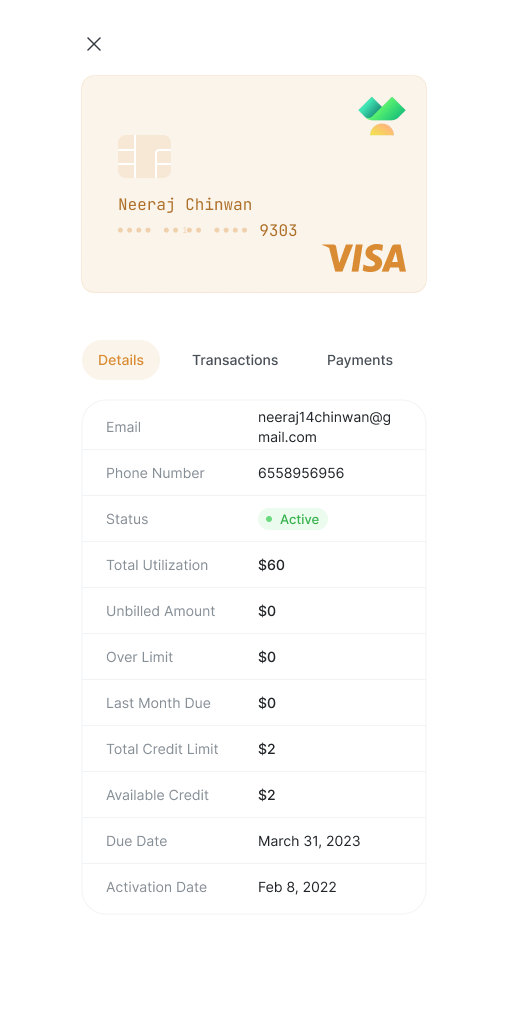 Neeraj Chinwan
•••• •••• •••• 9303
VISA
Details Transactions Payments
Email neeraj14chinwan@g
mail.com
Phone Number 6558956956
Status Active
Total Utilization $60
Unbilled Amount $0
Over Limit $0
Last Month Due $0
Total Credit Limit $2
Available Credit $2
Due Date March 31, 2023
Activation Date Feb 8, 2022